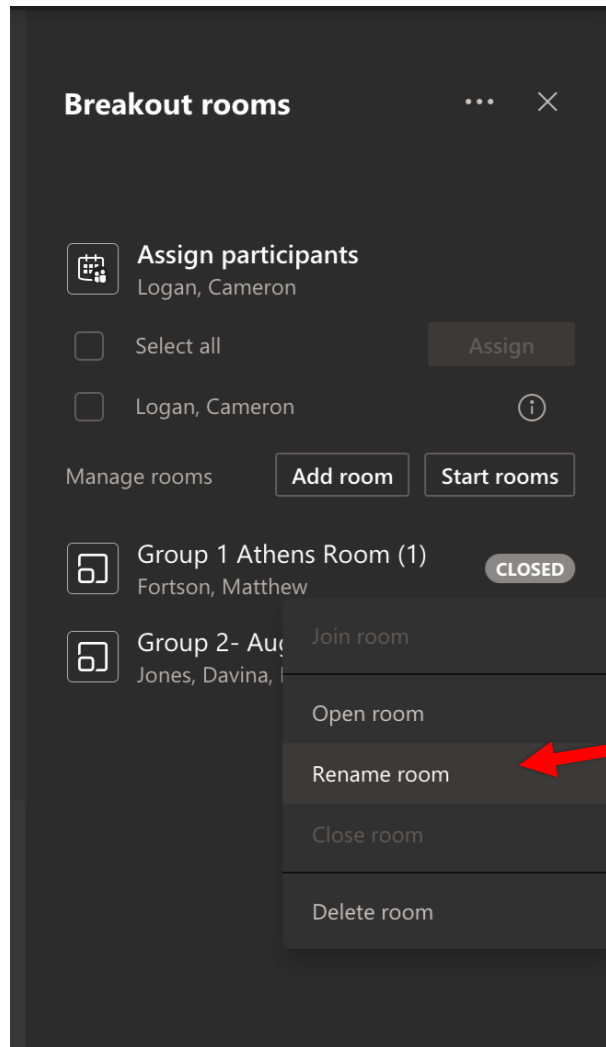 Breakout rooms
Assign participants
Logan, Cameron
Select all Assign
Logan, Cameron
Manage rooms Add room Start rooms
Group 1 Athens Room (1) CLOSED
Fortson, Matthew
Group 2-
Jones, Davina,
Join room
Open room
Rename room
Close room
Delete room